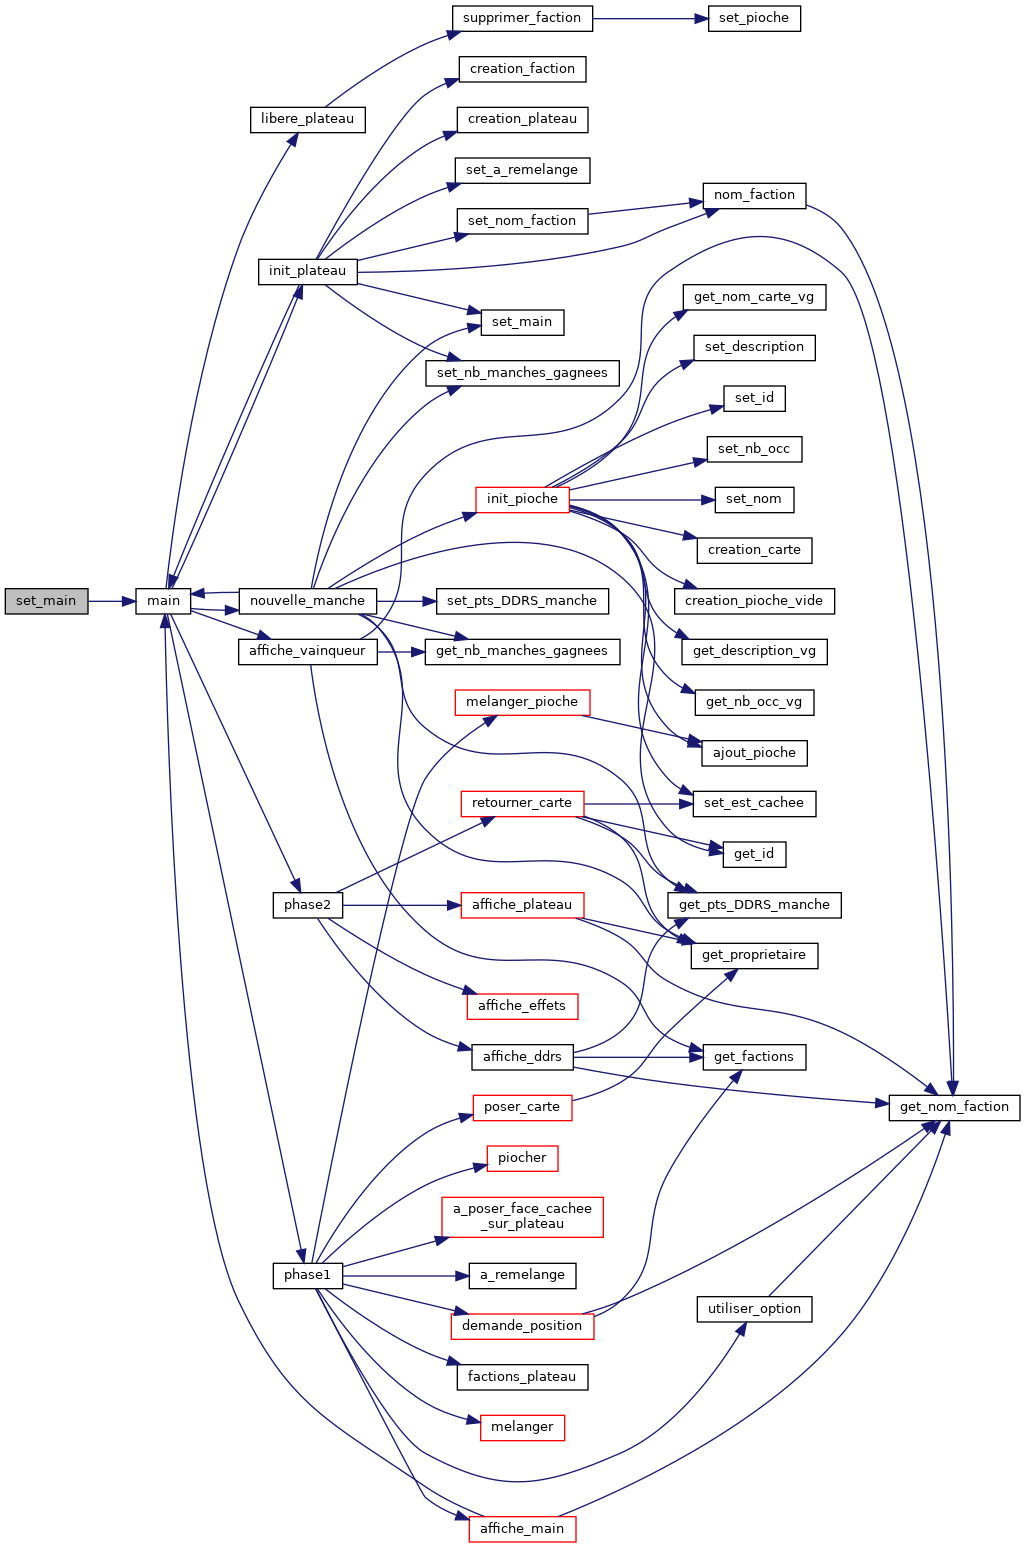 supprimer_faction
set_pioche
creation_faction
libere_plateau
creation_plateau
set_a_remelange
nom_faction
set_nom_faction
init_plateau
get_nom_carte_vg
set_main
set_description
set_nb_manches_gagnees
set_id
set_nb_occ
init_pioche
set_nom
creation_carte
set_main
main
nouvelle_manche
set_pts_DDRS_manche
creation_pioche_vide
affiche_vainqueur
get_nb_manches_gagnees
get_description_vg
melanger_pioche
get_nb_occ_vg
ajout_pioche
retourner_carte
set_est_cachee
get_id
phase2
affiche_plateau
get_pts_DDRS_manche
get_proprietaire
affiche_effets
affiche_ddrs
get_factions
poser_carte
get_nom_faction
piocher
a_poser_face_cachee
_sur_plateau
phase1
a_remelange
utiliser_option
demande_position
factions_plateau
melanger
affiche_main